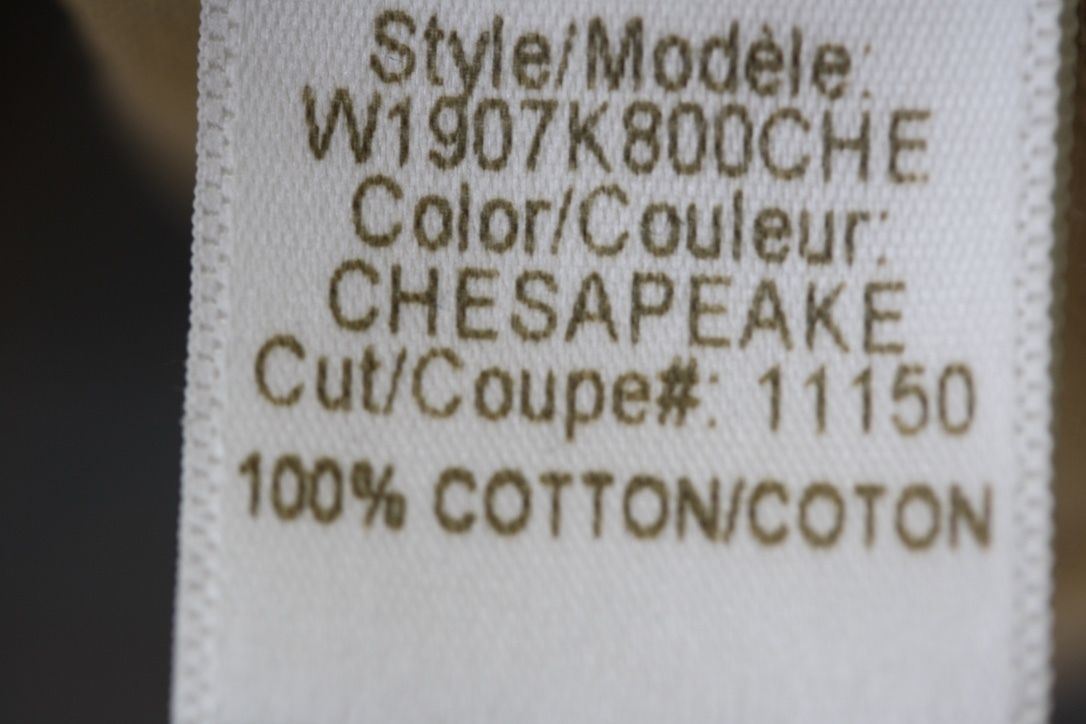 Style/Modèle:
W1907K800CHE
Color/Couleur:
CHESAPEAKE
Cut/Coupe#: 11150
100% COTTON/COTON